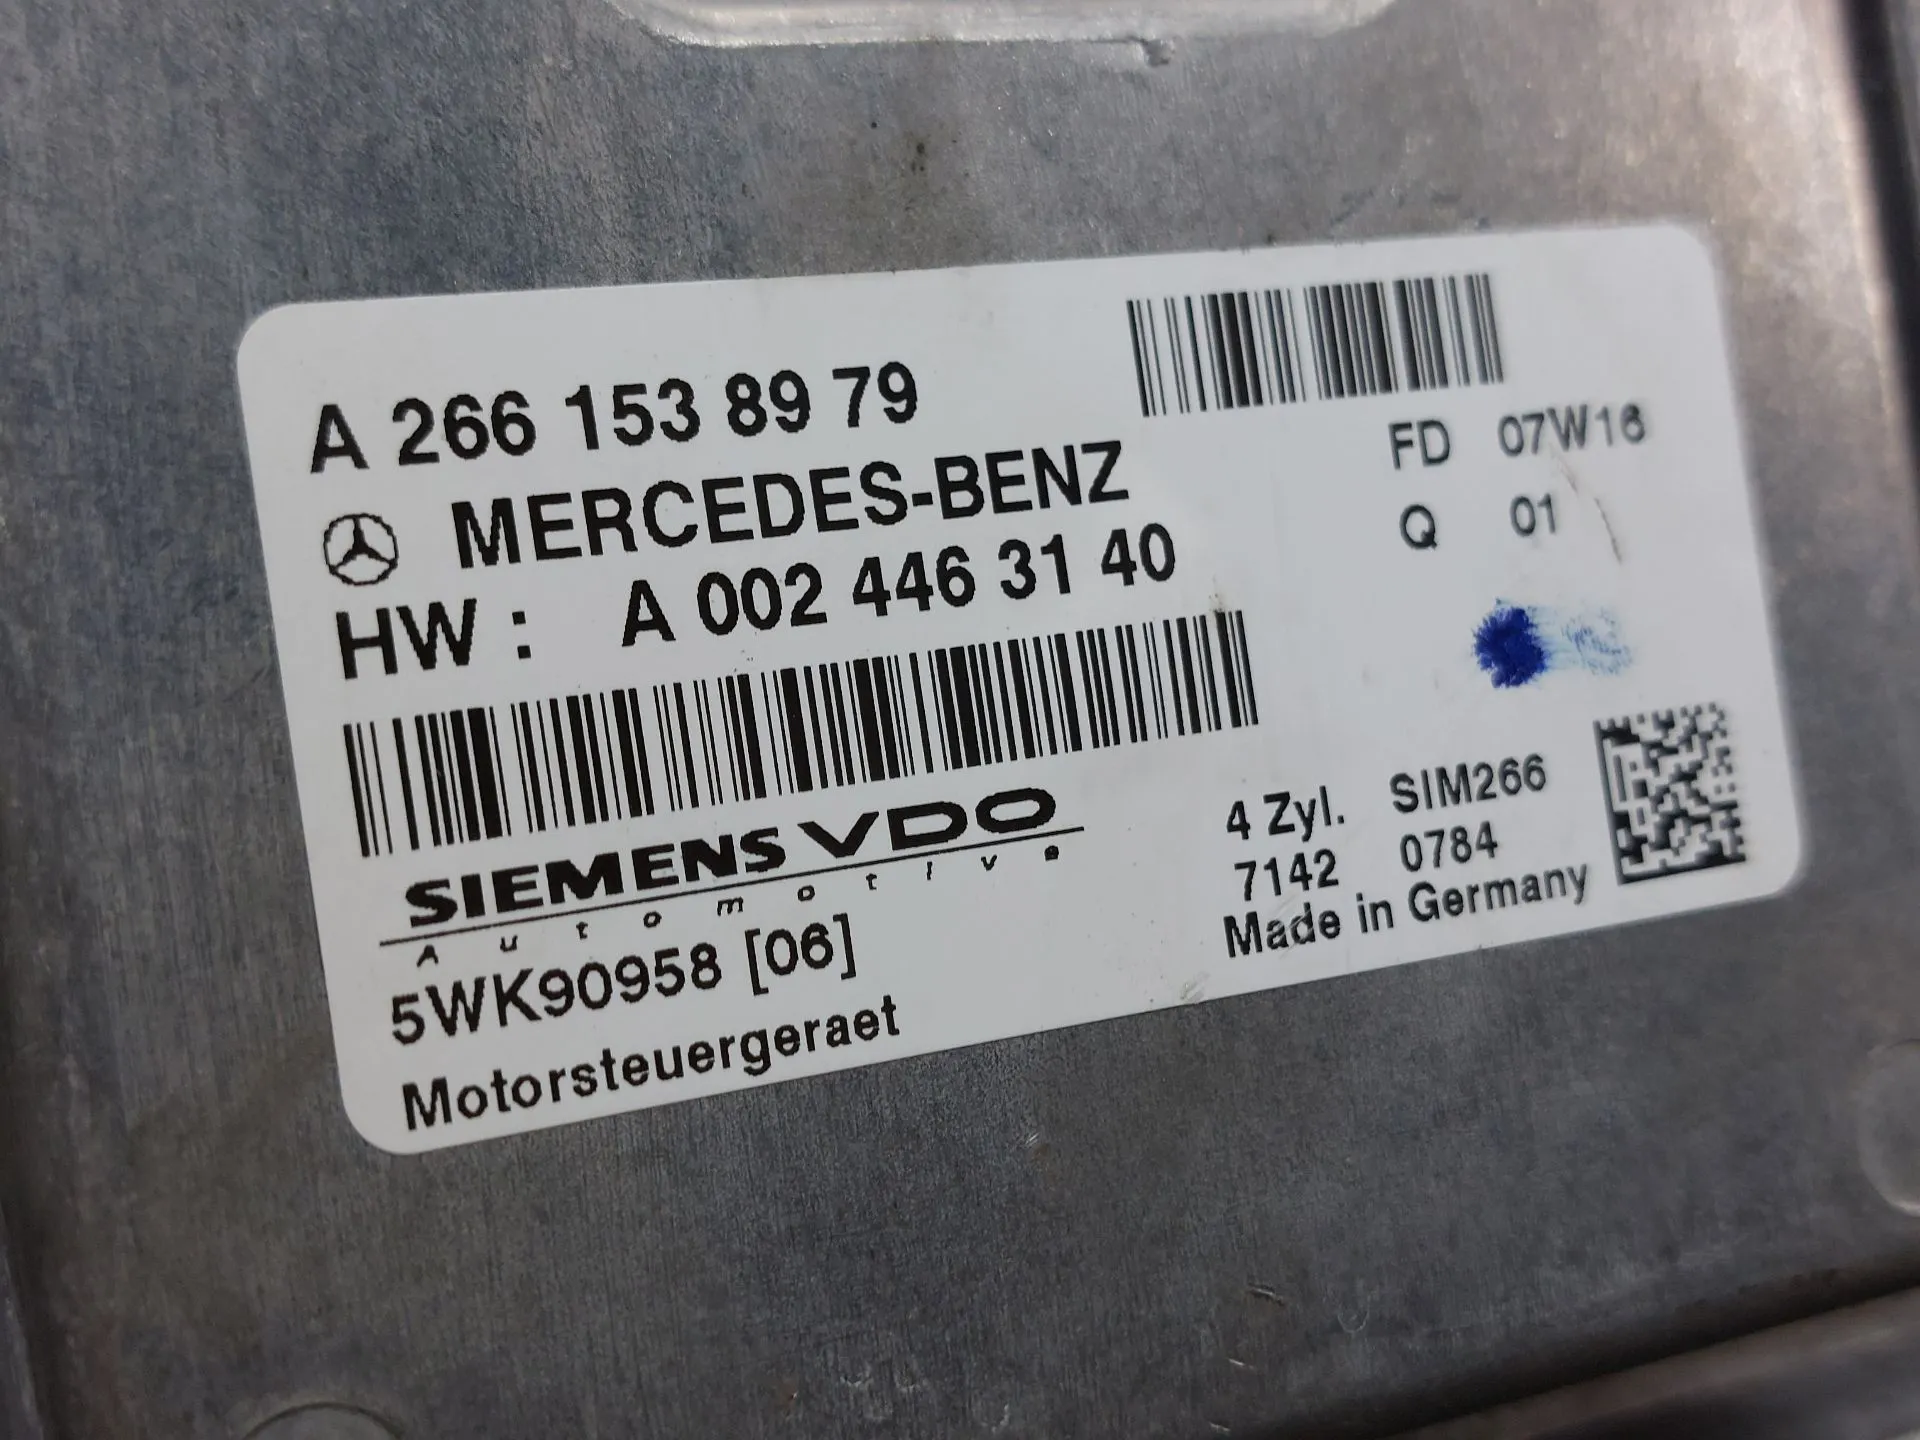 A 266 153 89 79
MERCEDES-BENZ
HW : A 002 446 31 40
FD 07W16
Q 01
SIEMENS VDO
Automotive
5WK90958 [06]
Motorsteuergeraet
4 Zyl. SIM266
7142 0784
Made in Germany